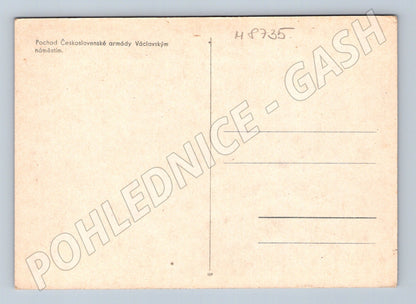 Pochod Československé armády Václavským
náměstím.
H 8735.
POHLEDNICE - GASH